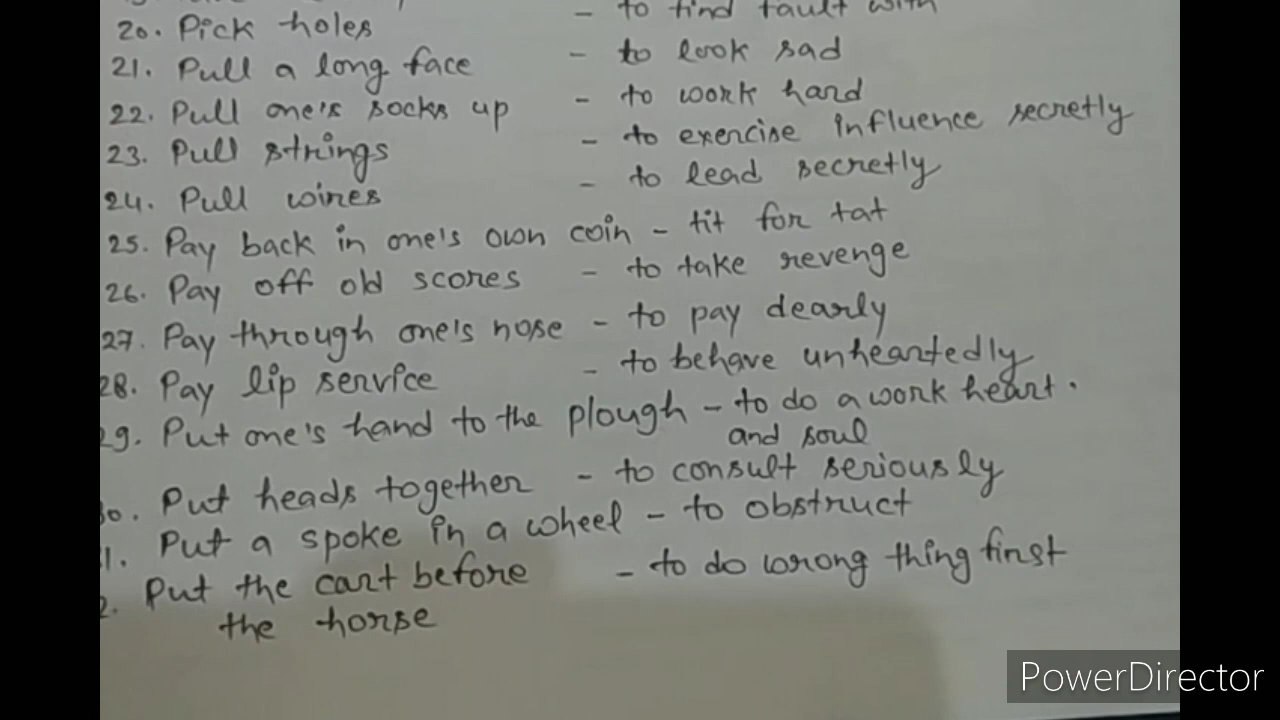 20. Pick holes - to find fault with
21. Pull a long face - to look sad
22. Pull one's socks up - to work hard
23. Pull strings - to exercise influence secretly
24. Pull wires - to lead secretly
25. Pay back in one's own coin - tit for tat
26. Pay off old scores - to take revenge
27. Pay through one's nose - to pay dearly
28. Pay lip service - to behave unheartedly
29. Put one's hand to the plough - to do a work heart.
and soul
30. Put heads together - to consult seriously
1. Put a spoke in a wheel - to obstruct
2. Put the cart before - to do wrong thing first
the horse
PowerDirector